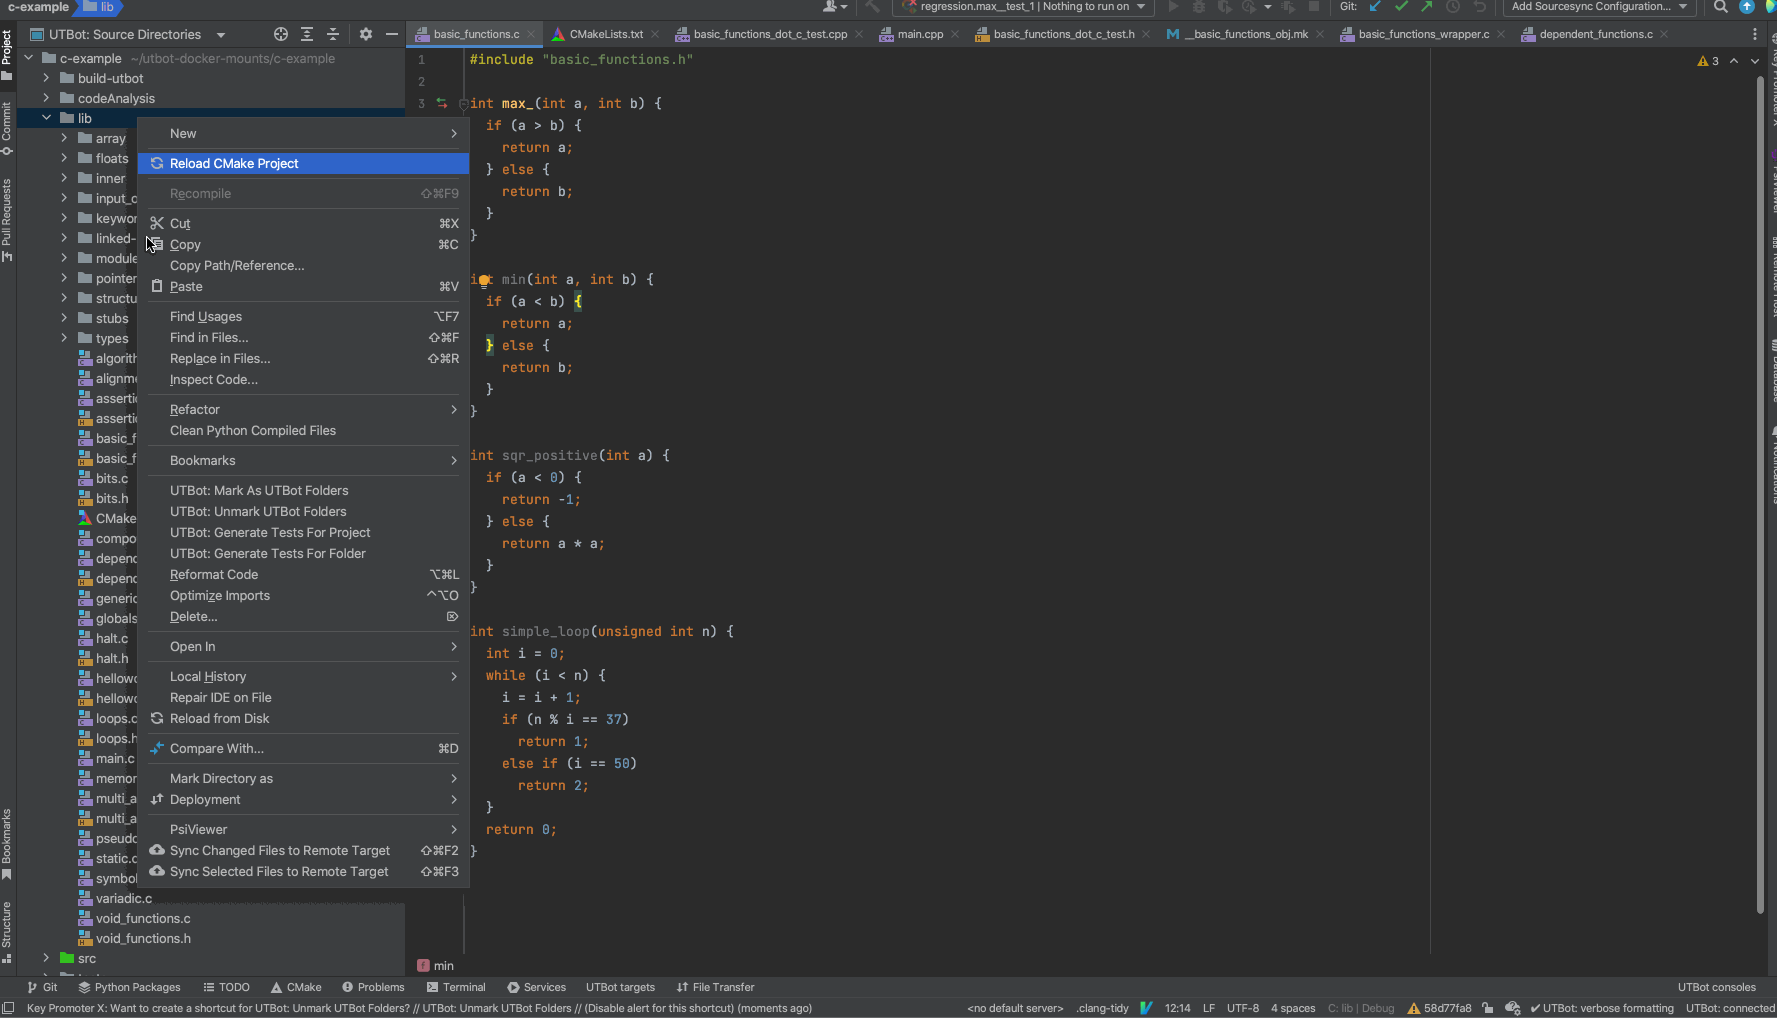 c-example lib
regression.max__test_1 | Nothing to run on
Git:
Add Sourcesync Configuration...
UTBot: Source Directories
basic_functions.c
CMakeLists.txt
basic_functions_dot_c_test.cpp
main.cpp
basic_functions_dot_c_test.h
__basic_functions_obj.mk
basic_functions_wrapper.c
dependent_functions.c
Project
Commit
Pull Requests
Bookmarks
Structure
c-example ~/utbot-docker-mounts/c-example
build-utbot
codeAnalysis
lib
array
floats
inner
input_
keywor
linked-
module
pointer
structu
stubs
types
algorith
alignme
asserti
asserti
basic_f
basic_f
bits.c
bits.h
CMake
compo
depend
depend
generic
globals
halt.c
halt.h
hellowo
hellowo
loops.c
loops.h
main.c
memor
multi_a
multi_a
pseudo
static.c
symbol
variadic.c
void_functions.c
void_functions.h
src
New
Reload CMake Project
Recompile ⇧⌘F9
Cut ⌘X
Copy ⌘C
Copy Path/Reference...
Paste ⌘V
Find Usages ⌥F7
Find in Files... ⇧⌘F
Replace in Files... ⇧⌘R
Inspect Code...
Refactor
Clean Python Compiled Files
Bookmarks
UTBot: Mark As UTBot Folders
UTBot: Unmark UTBot Folders
UTBot: Generate Tests For Project
UTBot: Generate Tests For Folder
Reformat Code ⌥⌘L
Optimize Imports ^⌥O
Delete... ⌦
Open In
Local History
Repair IDE on File
Reload from Disk
Compare With... ⌘D
Mark Directory as
Deployment
PsiViewer
Sync Changed Files to Remote Target ⇧⌘F2
Sync Selected Files to Remote Target ⇧⌘F3
3
1 #include "basic_functions.h"
2
3 int max_(int a, int b) {
if (a > b) {
return a;
} else {
return b;
}
}
int min(int a, int b) {
if (a < b) {
return a;
} else {
return b;
}
}
int sqr_positive(int a) {
if (a < 0) {
return -1;
} else {
return a * a;
}
}
int simple_loop(unsigned int n) {
int i = 0;
while (i < n) {
i = i + 1;
if (n % i == 37)
return 1;
else if (i == 50)
return 2;
}
return 0;
}
f min
Git
Python Packages
TODO
CMake
Problems
Terminal
Services
UTBot targets
File Transfer
UTBot consoles
Key Promoter X: Want to create a shortcut for UTBot: Unmark UTBot Folders? // UTBot: Unmark UTBot Folders // (Disable alert for this shortcut) (moments ago)
<no default server>
.clang-tidy
12:14
LF
UTF-8
4 spaces
C: lib | Debug
58d77fa8
UTBot: verbose formatting
UTBot: connected